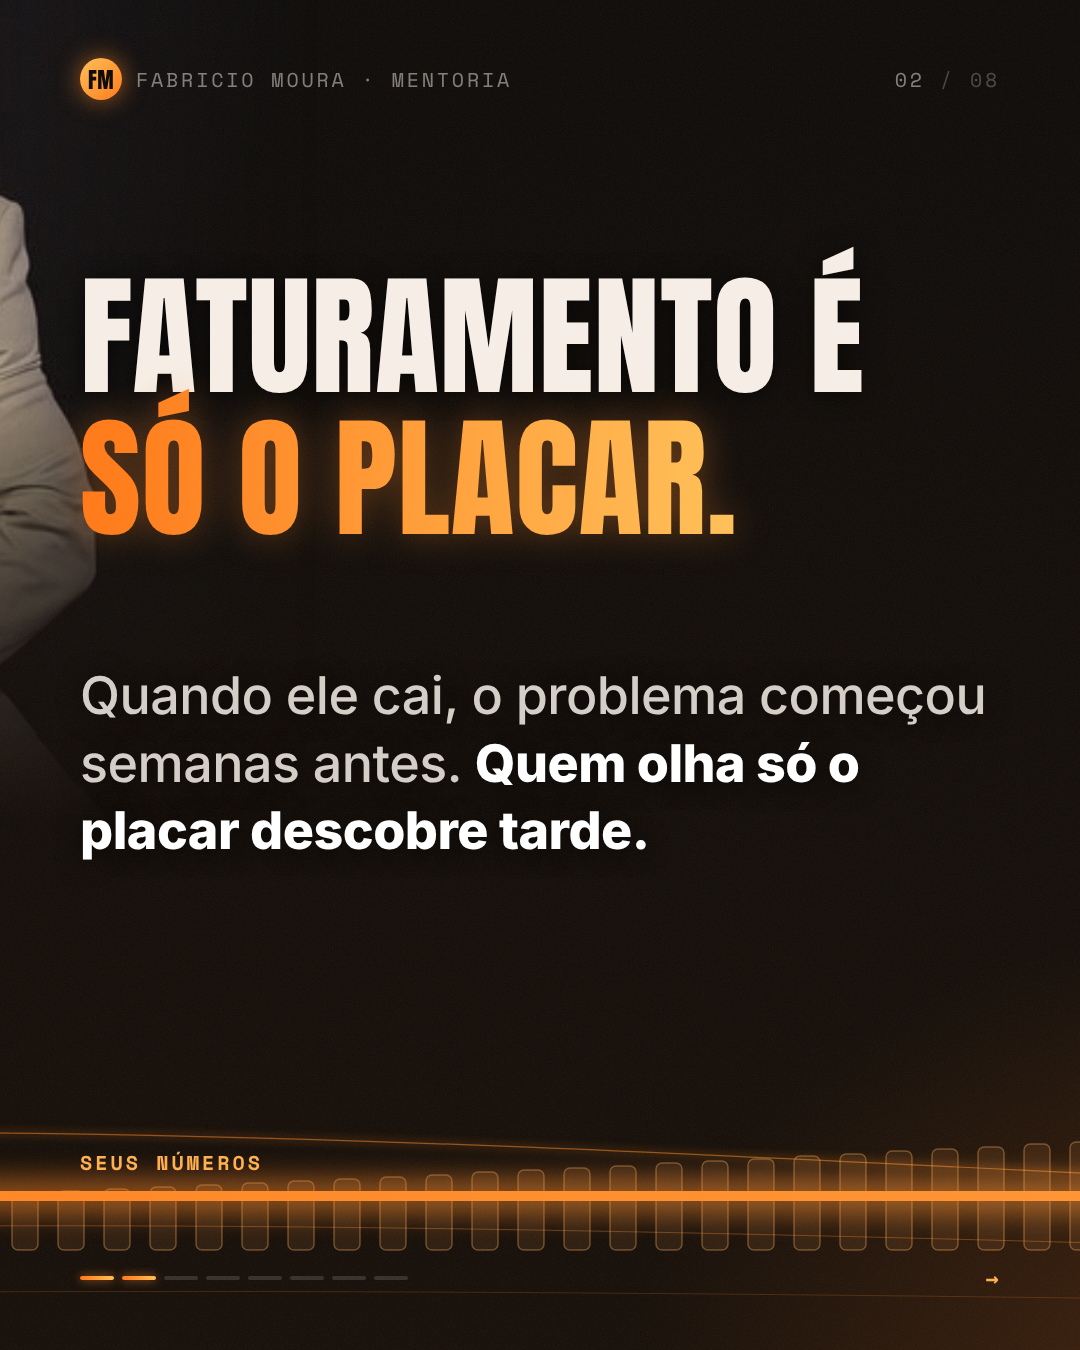 FM FABRICIO MOURA · MENTORIA
02 / 08
FATURAMENTO É
SÓ O PLACAR.
Quando ele cai, o problema começou
semanas antes. Quem olha só o
placar descobre tarde.
SEUS NÚMEROS
→